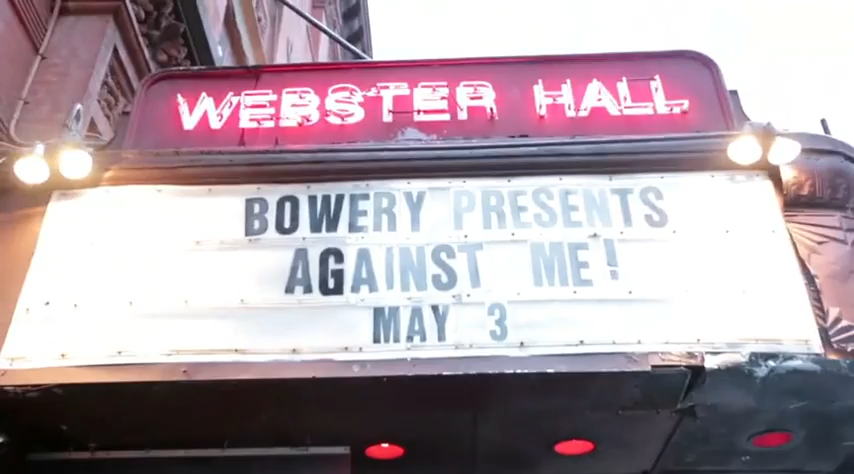 WEBSTER HALL
BOWERY PRESENTS
AGAINST ME!
MAY 3